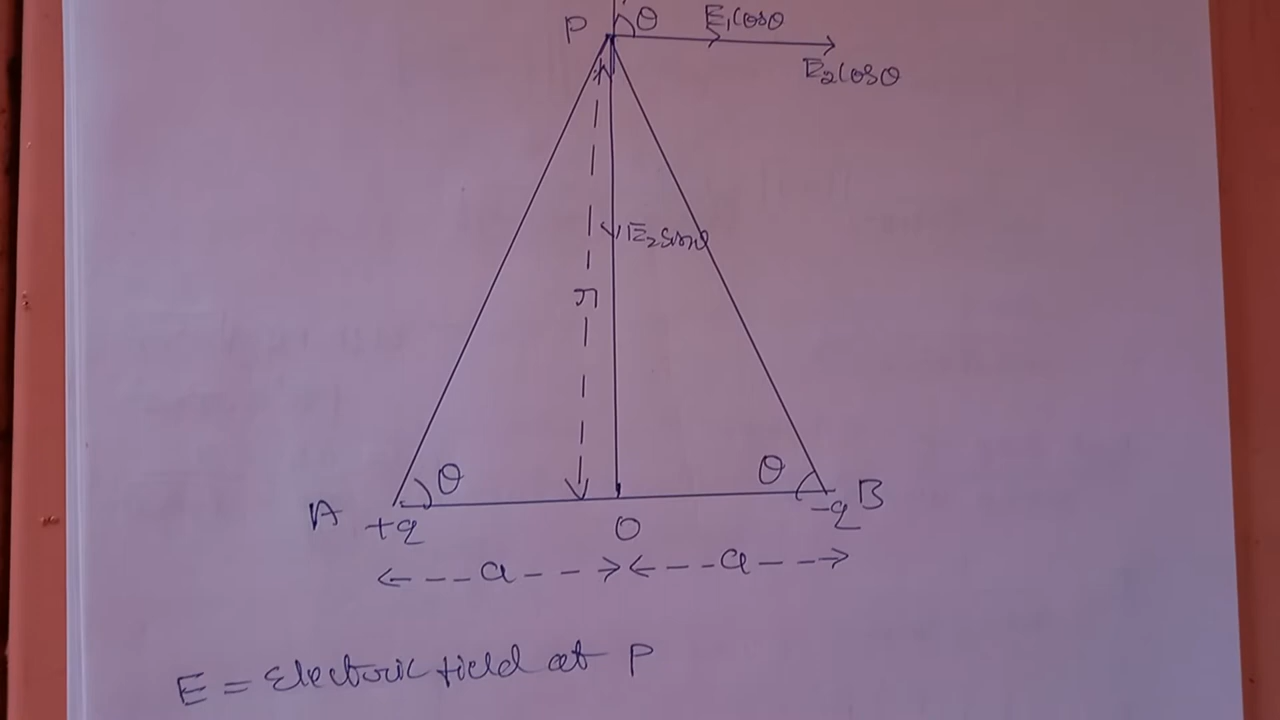 P θ E₁cosθ
E₂cosθ
E₂sinθ
r
θ θ
A +q O -q B
a a
E = Electric field at P